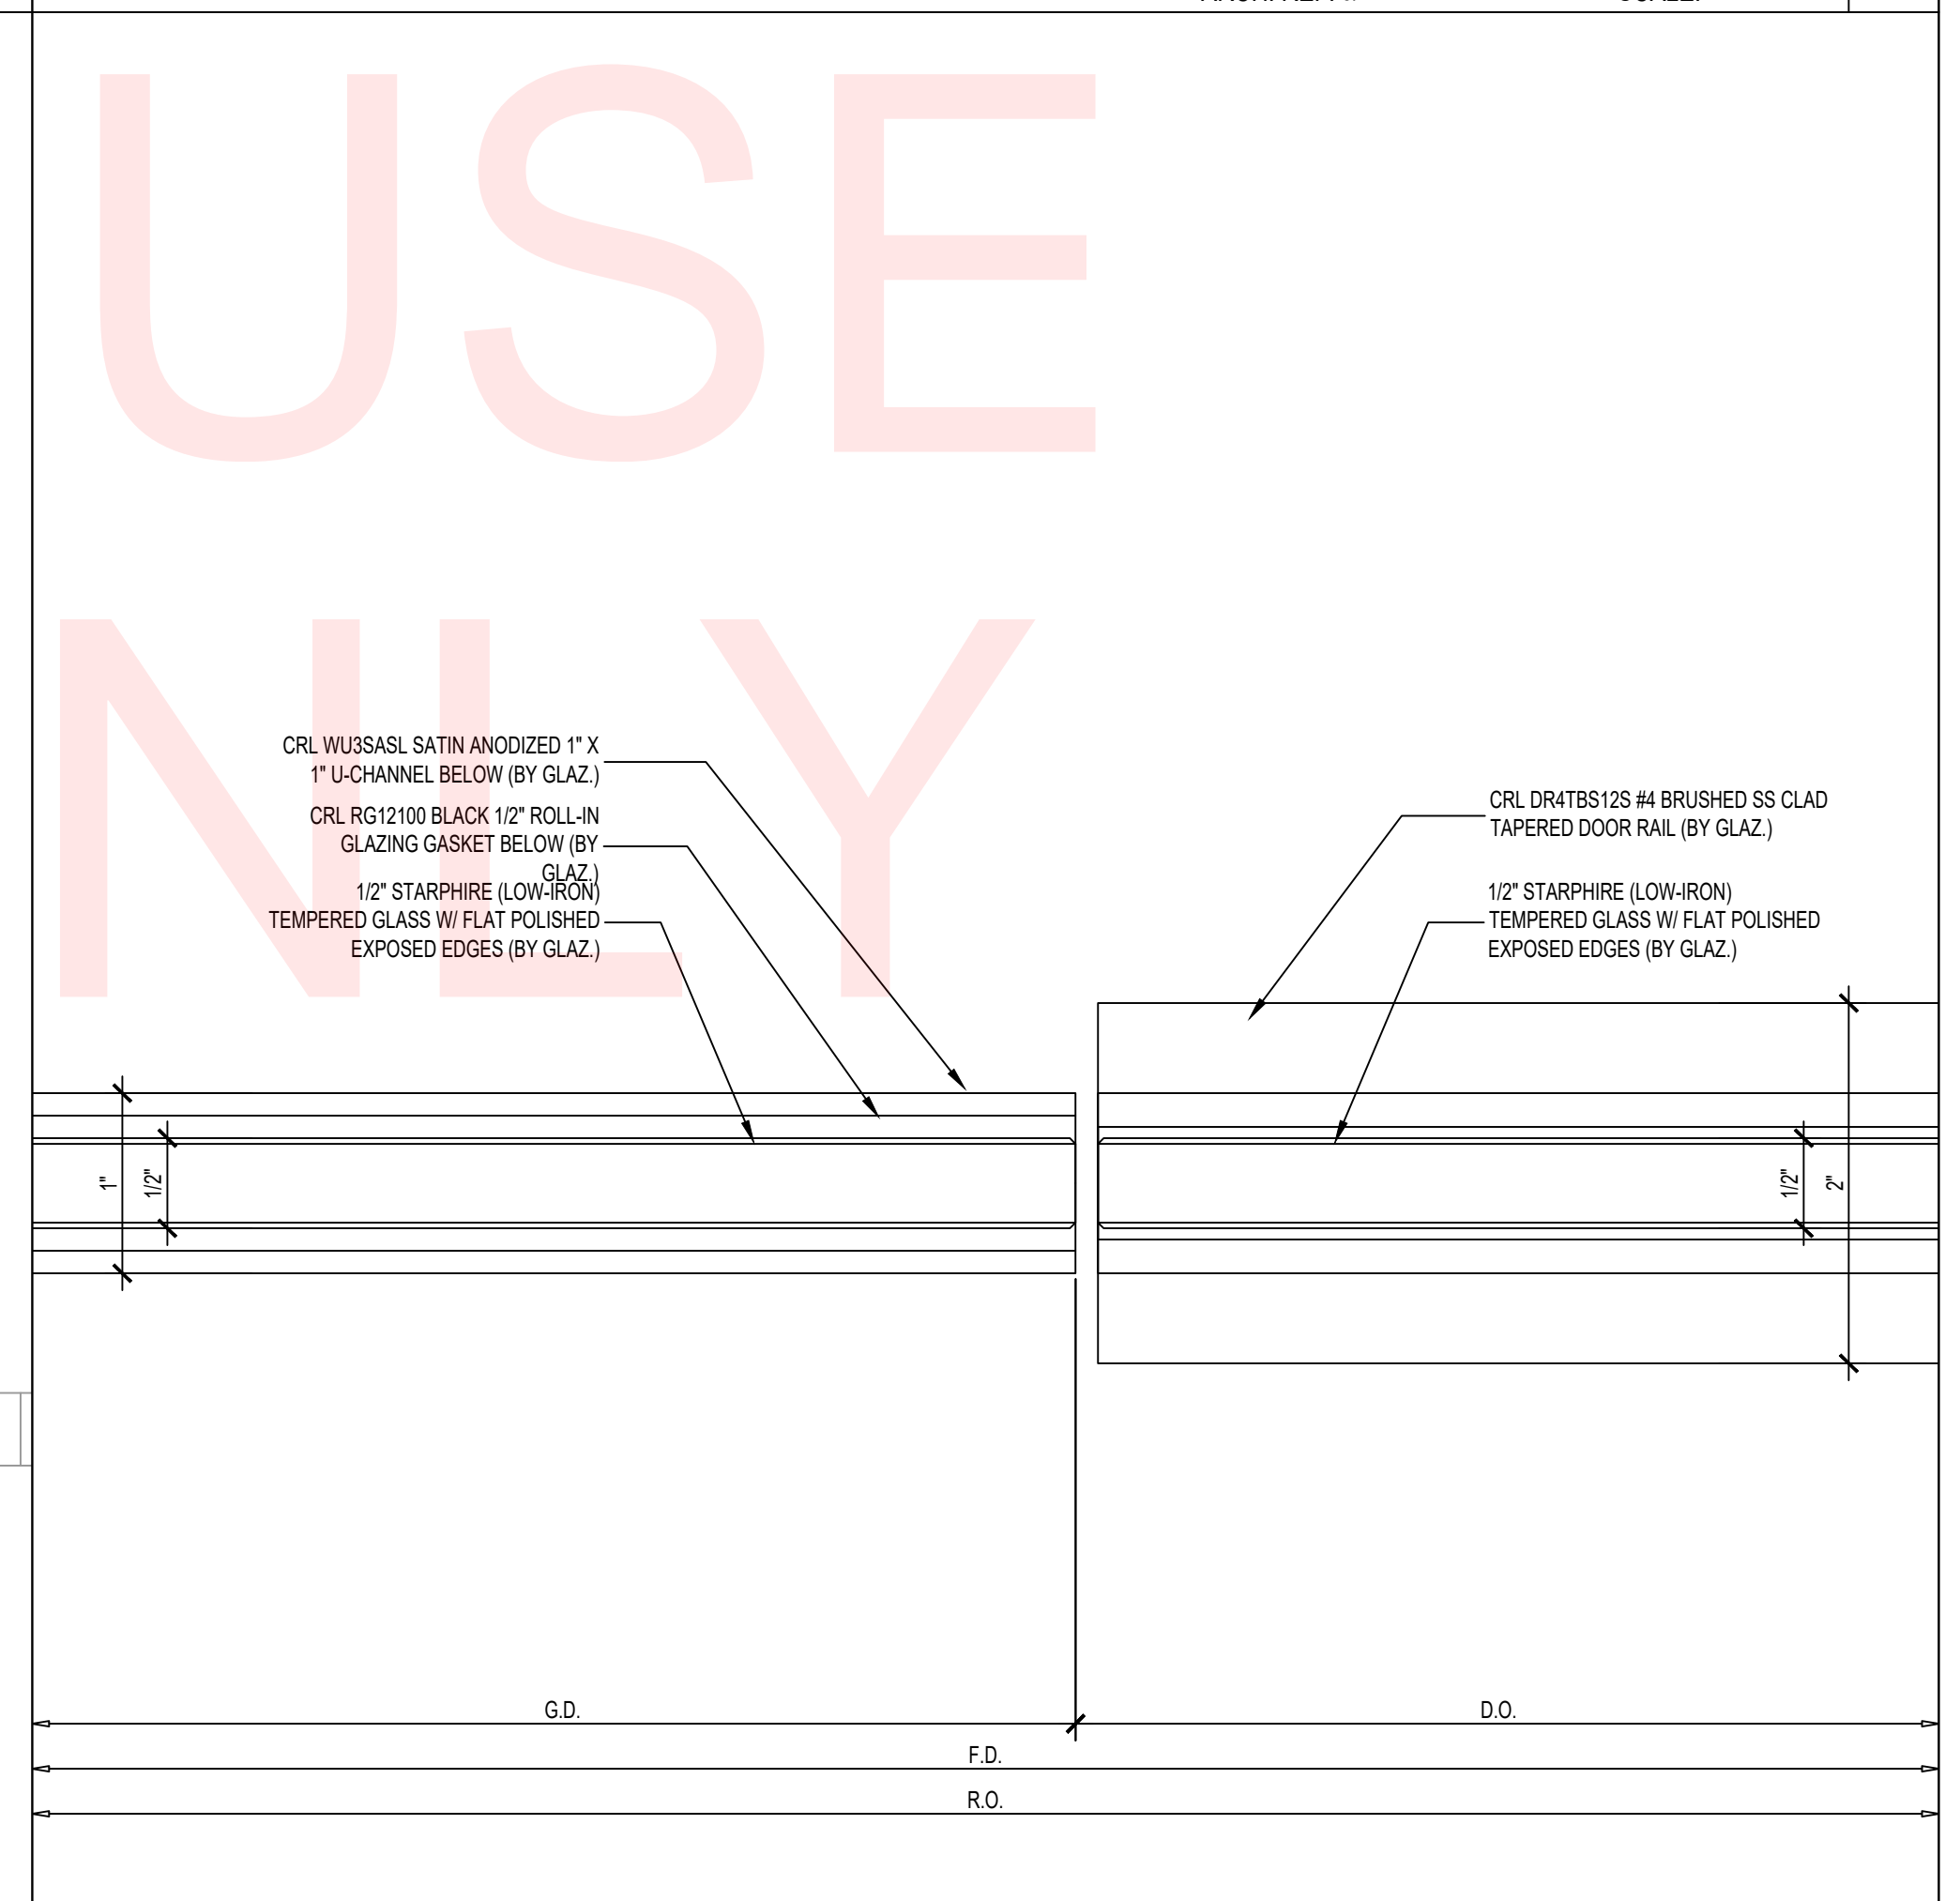 USE
NLY
CRL WU3SASL SATIN ANODIZED 1" X
1" U-CHANNEL BELOW (BY GLAZ.)
CRL RG12100 BLACK 1/2" ROLL-IN
GLAZING GASKET BELOW (BY
GLAZ.)
1/2" STARPHIRE (LOW-IRON)
TEMPERED GLASS W/ FLAT POLISHED
EXPOSED EDGES (BY GLAZ.)
CRL DR4TBS12S #4 BRUSHED SS CLAD
TAPERED DOOR RAIL (BY GLAZ.)
1/2" STARPHIRE (LOW-IRON)
TEMPERED GLASS W/ FLAT POLISHED
EXPOSED EDGES (BY GLAZ.)
1"
1/2"
1/2"
2"
G.D.
D.O.
F.D.
R.O.